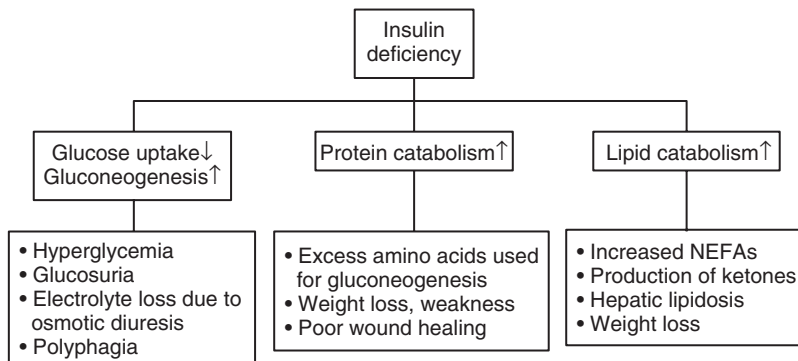 Insulin
deficiency
Glucose uptake↓
Gluconeogenesis↑
Protein catabolism↑
Lipid catabolism↑
• Hyperglycemia
• Glucosuria
• Electrolyte loss due to
osmotic diuresis
• Polyphagia
• Excess amino acids used
for gluconeogenesis
• Weight loss, weakness
• Poor wound healing
• Increased NEFAs
• Production of ketones
• Hepatic lipidosis
• Weight loss